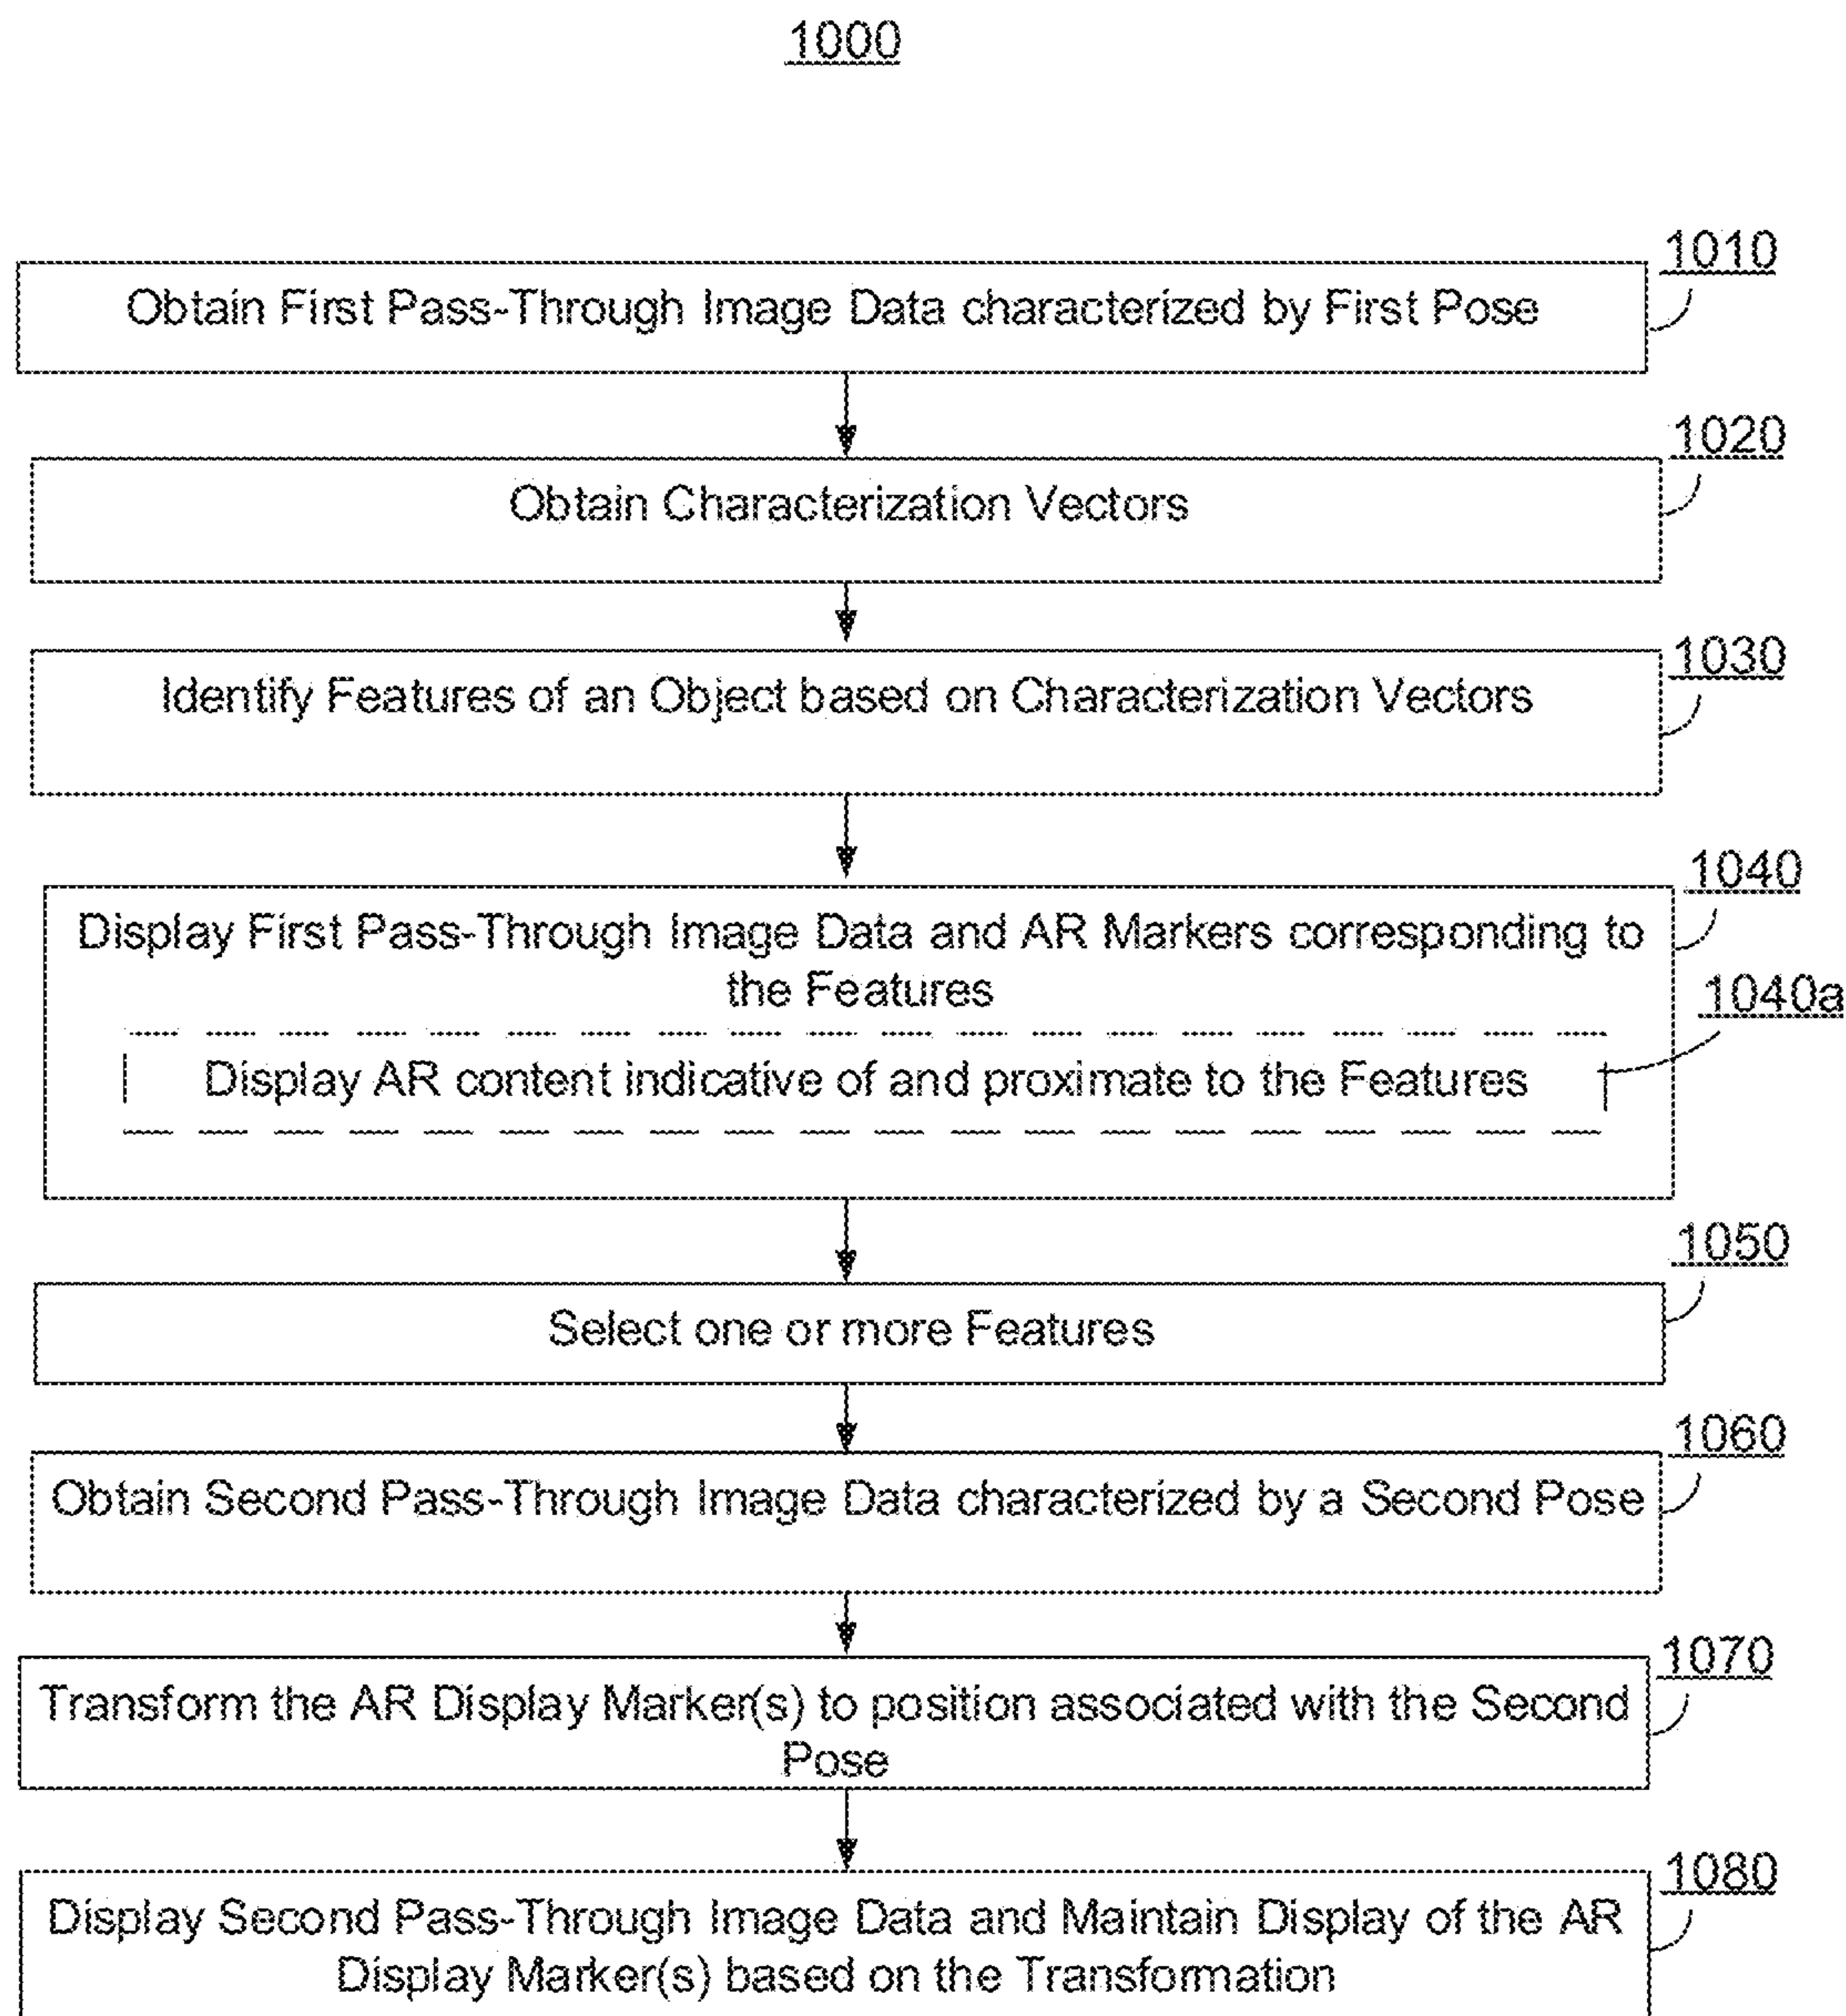 1000
1010
Obtain First Pass-Through Image Data characterized by First Pose
1020
Obtain Characterization Vectors
1030
Identify Features of an Object based on Characterization Vectors
1040
Display First Pass-Through Image Data and AR Markers corresponding to
the Features
1040a
Display AR content indicative of and proximate to the Features
1050
Select one or more Features
1060
Obtain Second Pass-Through Image Data characterized by a Second Pose
1070
Transform the AR Display Marker(s) to position associated with the Second
Pose
1080
Display Second Pass-Through Image Data and Maintain Display of the AR
Display Marker(s) based on the Transformation